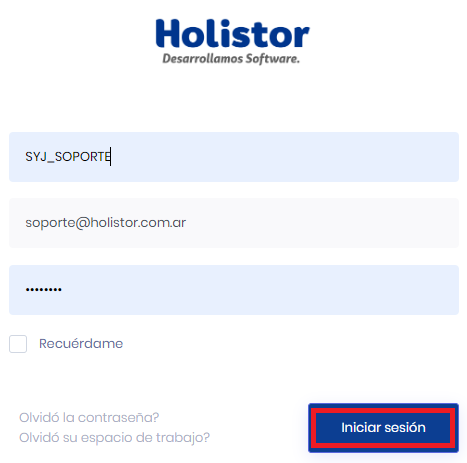 Holistor
Desarrollamos Software.
SYJ_SOPORTE
soporte@holistor.com.ar
••••••••
Recuérdame
Olvidó la contraseña?
Olvidó su espacio de trabajo?
Iniciar sesión